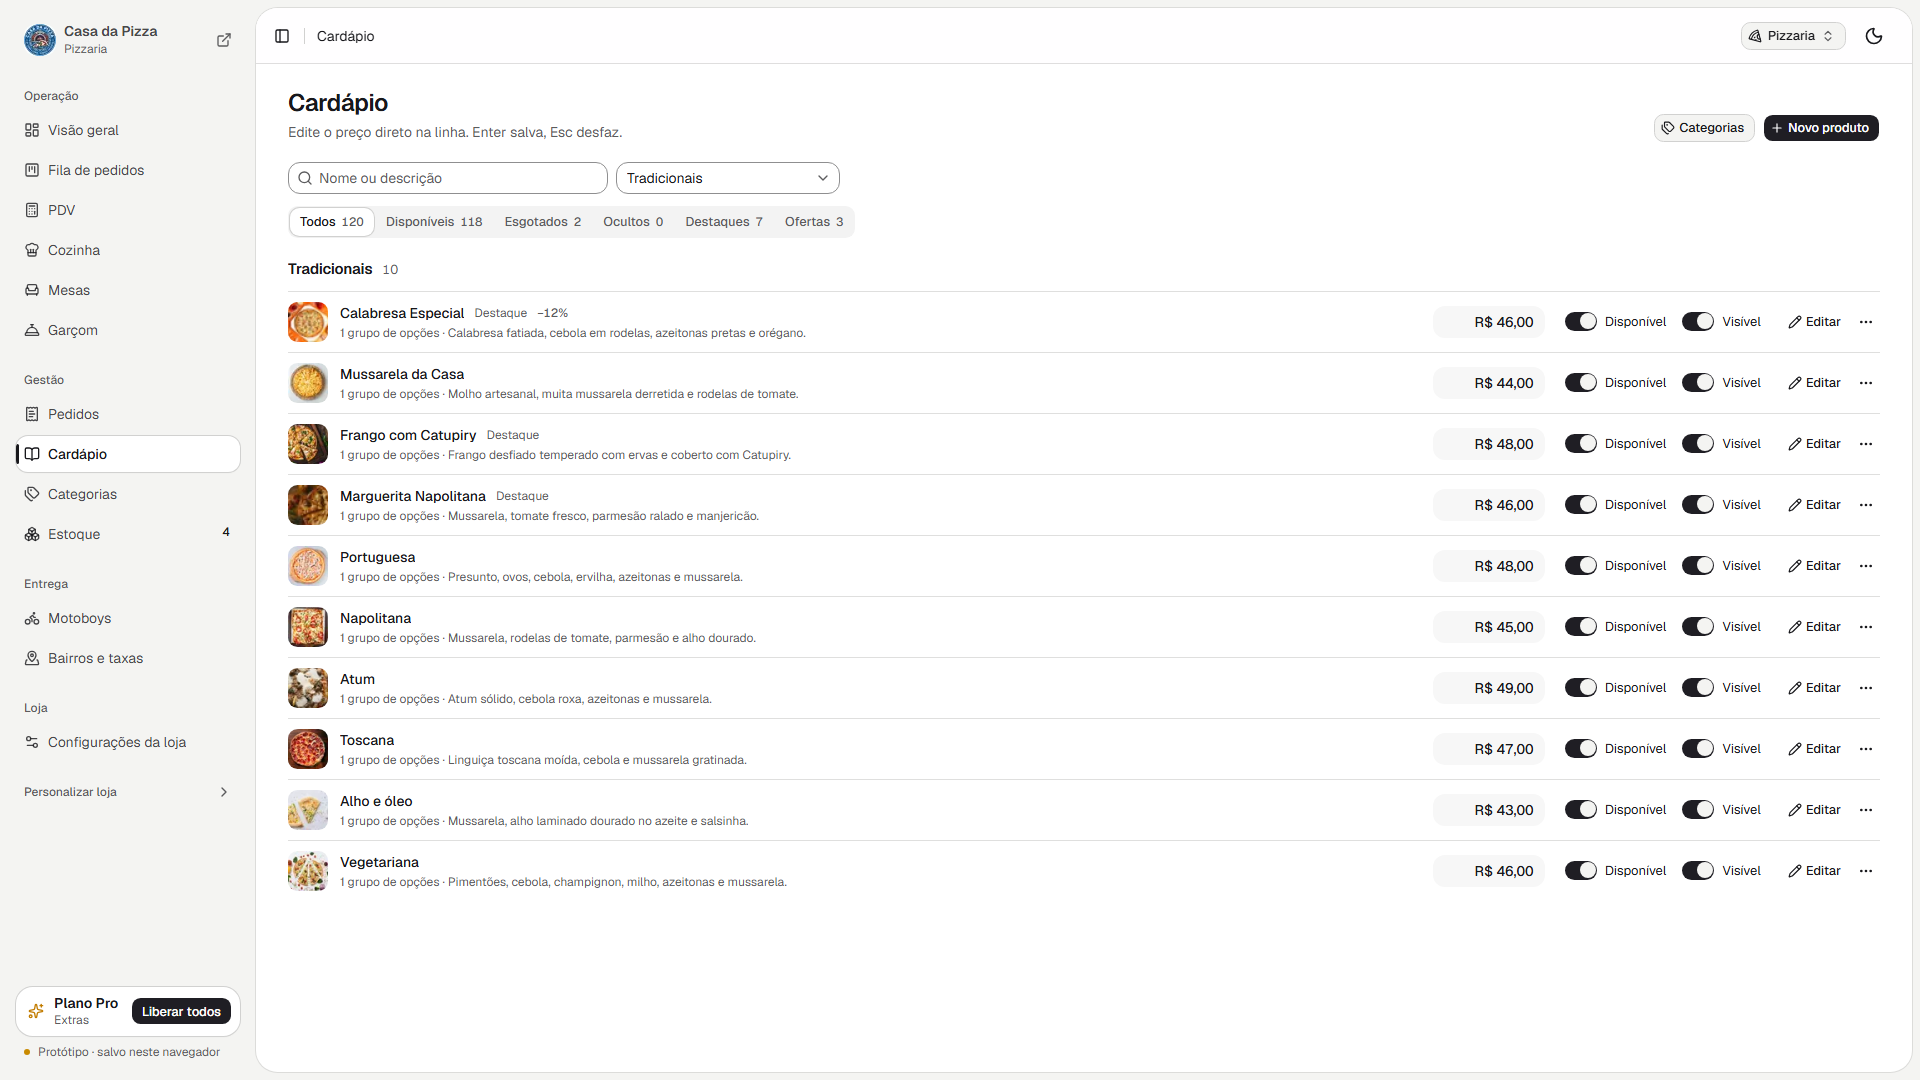 Casa da Pizza
Pizzaria
Operação
Visão geral
Fila de pedidos
PDV
Cozinha
Mesas
Garçom
Gestão
Pedidos
Cardápio
Categorias
Estoque 4
Entrega
Motoboys
Bairros e taxas
Loja
Configurações da loja
Personalizar loja
Plano Pro
Extras
Liberar todos
Protótipo · salvo neste navegador
Cardápio
Pizzaria
Cardápio
Edite o preço direto na linha. Enter salva, Esc desfaz.
Categorias
+ Novo produto
Nome ou descrição
Tradicionais
Todos 120 Disponíveis 118 Esgotados 2 Ocultos 0 Destaques 7 Ofertas 3
Tradicionais 10
Calabresa Especial Destaque −12%
1 grupo de opções · Calabresa fatiada, cebola em rodelas, azeitonas pretas e orégano.
R$ 46,00 Disponível Visível Editar
Mussarela da Casa
1 grupo de opções · Molho artesanal, muita mussarela derretida e rodelas de tomate.
R$ 44,00 Disponível Visível Editar
Frango com Catupiry Destaque
1 grupo de opções · Frango desfiado temperado com ervas e coberto com Catupiry.
R$ 48,00 Disponível Visível Editar
Marguerita Napolitana Destaque
1 grupo de opções · Mussarela, tomate fresco, parmesão ralado e manjericão.
R$ 46,00 Disponível Visível Editar
Portuguesa
1 grupo de opções · Presunto, ovos, cebola, ervilha, azeitonas e mussarela.
R$ 48,00 Disponível Visível Editar
Napolitana
1 grupo de opções · Mussarela, rodelas de tomate, parmesão e alho dourado.
R$ 45,00 Disponível Visível Editar
Atum
1 grupo de opções · Atum sólido, cebola roxa, azeitonas e mussarela.
R$ 49,00 Disponível Visível Editar
Toscana
1 grupo de opções · Linguiça toscana moída, cebola e mussarela gratinada.
R$ 47,00 Disponível Visível Editar
Alho e óleo
1 grupo de opções · Mussarela, alho laminado dourado no azeite e salsinha.
R$ 43,00 Disponível Visível Editar
Vegetariana
1 grupo de opções · Pimentões, cebola, champignon, milho, azeitonas e mussarela.
R$ 46,00 Disponível Visível Editar